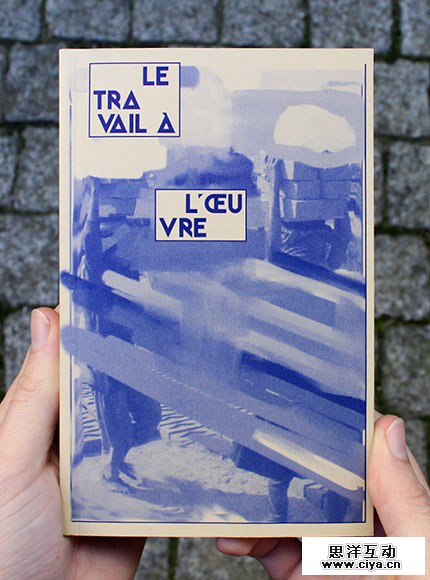 LE
TRA
VAIL À
L'ŒU
VRE
思洋互动
www.ciya.cn